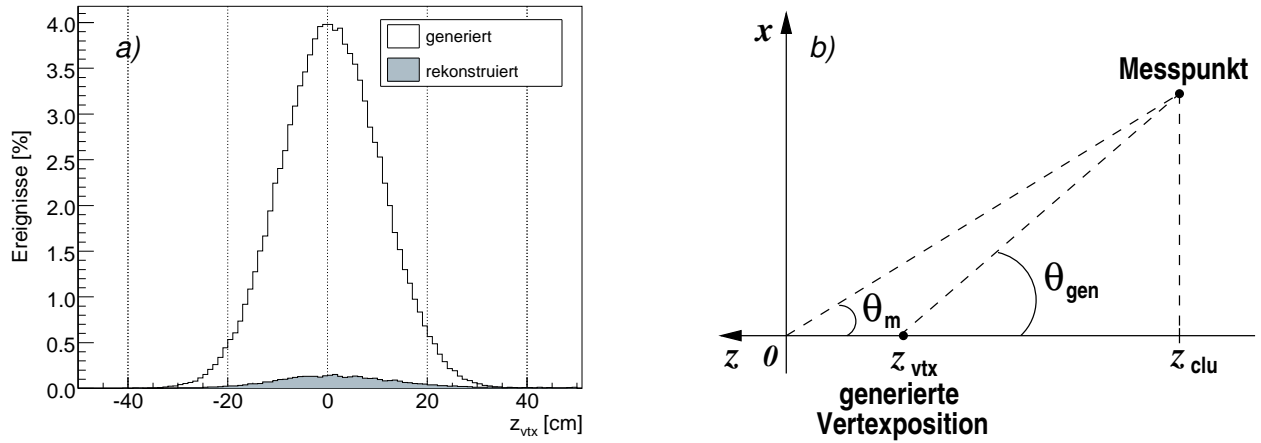 a)
generiert
rekonstruiert
Ereignisse [%]
4.0
3.5
3.0
2.5
2.0
1.5
1.0
0.5
0.0
-40 -20 0 20 40
z_vtx [cm]
b)
x
Messpunkt
θ_m
θ_gen
z 0 z_vtx z_clu
generierte
Vertexposition